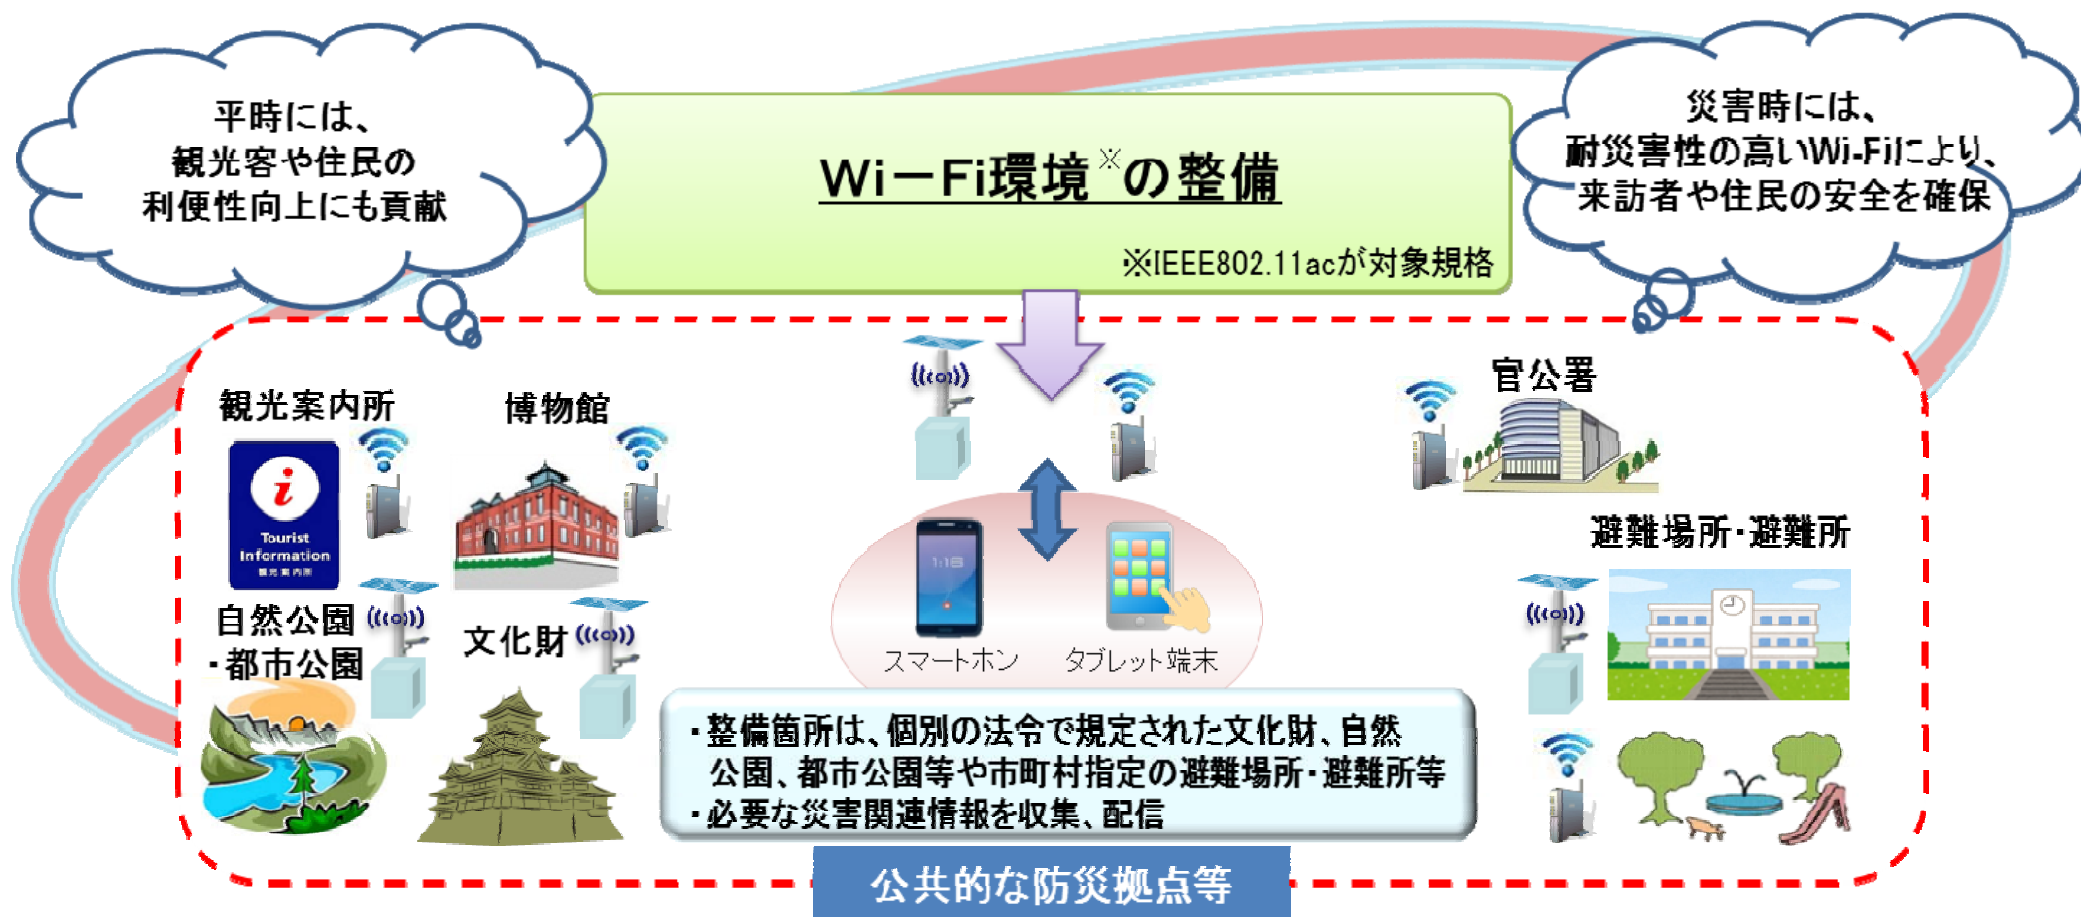 平時には、
観光客や住民の
利便性向上にも貢献
Wi－Fi環境※の整備
※IEEE802.11acが対象規格
災害時には、
耐災害性の高いWi-Fiにより、
来訪者や住民の安全を確保
観光案内所
博物館
官公署
i
Tourist
Information
観光案内所
避難場所・避難所
自然公園
・都市公園
文化財
1:18
スマートホン
タブレット端末
・整備箇所は、個別の法令で規定された文化財、自然
公園、都市公園等や市町村指定の避難場所・避難所等
・必要な災害関連情報を収集、配信
公共的な防災拠点等